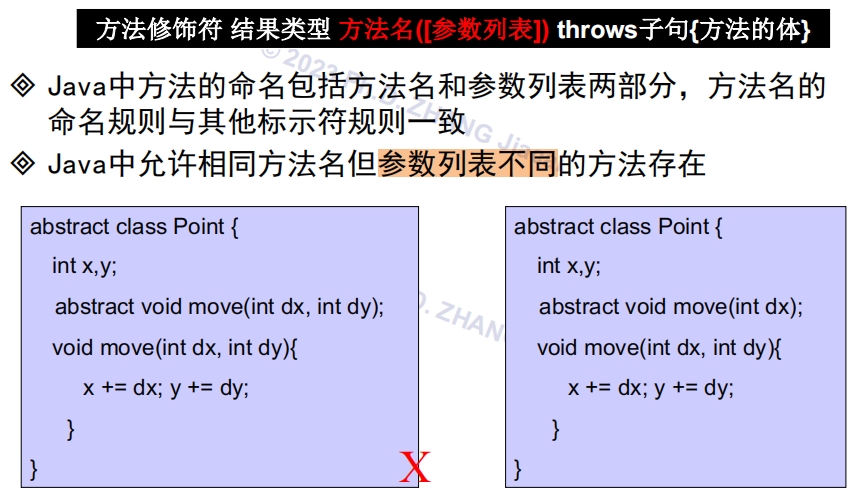 方法修饰符 结果类型 方法名([参数列表]) throws子句{方法的体}
© 2023 Ph.D. ZHANG
Java中方法的命名包括方法名和参数列表两部分，方法名的
命名规则与其他标示符规则一致
Java中允许相同方法名但参数列表不同的方法存在
abstract class Point {
int x,y;
abstract void move(int dx, int dy);
void move(int dx, int dy){
x += dx; y += dy;
}
}
X
D. ZHANG
abstract class Point {
int x,y;
abstract void move(int dx);
void move(int dx, int dy){
x += dx; y += dy;
}
}